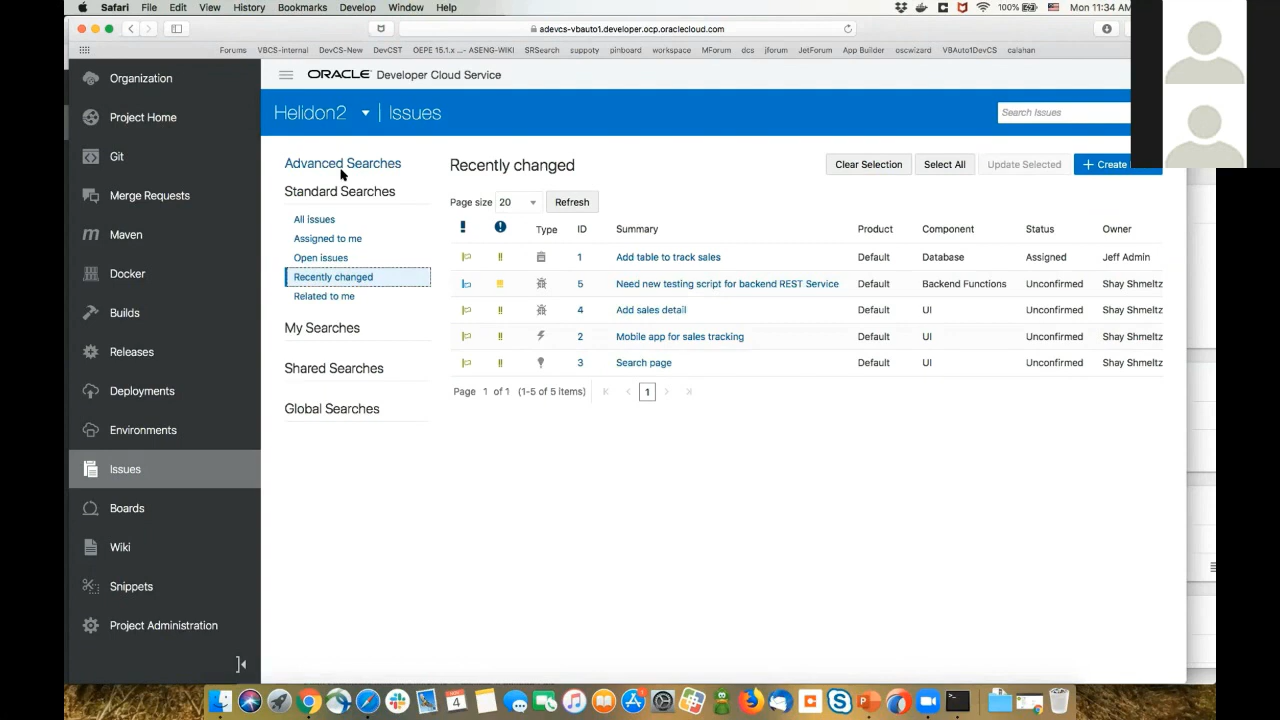 Safari File Edit View History Bookmarks Develop Window Help 100% Mon 11:34 AM
adevcs-vbauto1.developer.ocp.oraclecloud.com
Forums VBCS-internal DevCS-New DevCST OEPE 15.1.x ...- ASENG-WIKI SRSearch suppoty pinboard workspace MForum dcs jforum JetForum App Builder oscwizard VBAuto1DevCS calahan
Organization
ORACLE Developer Cloud Service
Project Home
Helidon2 Issues
Search Issues
Git
Merge Requests
Maven
Docker
Builds
Releases
Deployments
Environments
Issues
Boards
Wiki
Snippets
Project Administration
Advanced Searches
Standard Searches
All issues
Assigned to me
Open issues
Recently changed
Related to me
My Searches
Shared Searches
Global Searches
Recently changed
Clear Selection Select All Update Selected + Create
Page size 20 Refresh
Type ID Summary Product Component Status Owner
1 Add table to track sales Default Database Assigned Jeff Admin
5 Need new testing script for backend REST Service Default Backend Functions Unconfirmed Shay Shmeltz
4 Add sales detail Default UI Unconfirmed Shay Shmeltz
2 Mobile app for sales tracking Default UI Unconfirmed Shay Shmeltz
3 Search page Default UI Unconfirmed Shay Shmeltz
Page 1 of 1 (1-5 of 5 items) 1